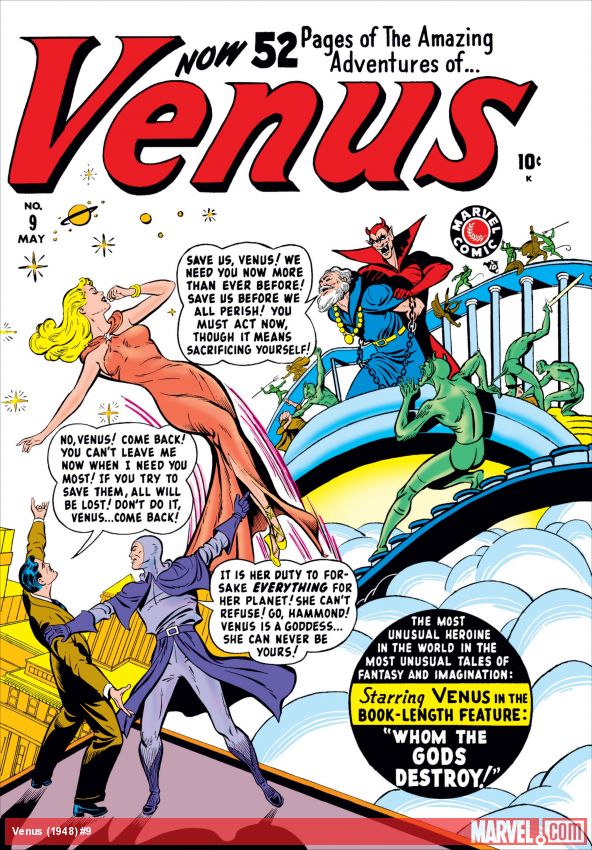 NOW 52 Pages of The Amazing
Adventures of...
Venus
10¢
K
NO.
9
MAY
MARVEL
COMIC
SAVE US, VENUS! WE
NEED YOU NOW MORE
THAN EVER BEFORE!
SAVE US BEFORE WE
ALL PERISH! YOU
MUST ACT NOW,
THOUGH IT MEANS
SACRIFICING YOURSELF!
NO, VENUS! COME BACK!
YOU CAN'T LEAVE ME
NOW WHEN I NEED YOU
MOST! IF YOU TRY TO
SAVE THEM, ALL WILL
BE LOST! DON'T DO IT,
VENUS...COME BACK!
IT IS HER DUTY TO FOR-
SAKE EVERYTHING FOR
HER PLANET! SHE CAN'T
REFUSE! GO, HAMMOND!
VENUS IS A GODDESS...
SHE CAN NEVER BE
YOURS!
THE MOST
UNUSUAL HEROINE
IN THE WORLD IN THE
MOST UNUSUAL TALES OF
FANTASY AND IMAGINATION:
Starring VENUS IN THE
BOOK-LENGTH FEATURE:
"WHOM THE
GODS
DESTROY!"
Venus (1948) #9
MARVEL.com